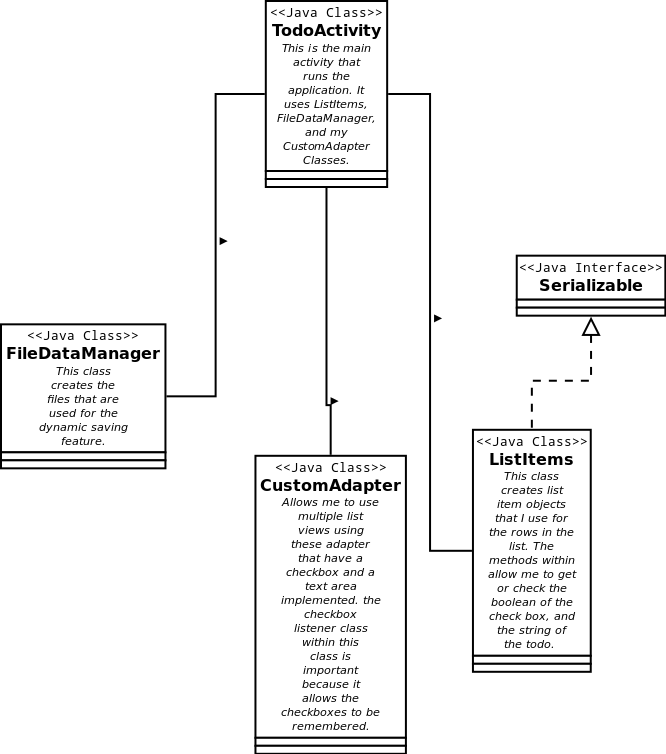 <<Java Class>>
TodoActivity
This is the main
activity that
runs the
application. It
uses ListItems,
FileDataManager,
and my
CustomAdapter
Classes.
<<Java Interface>>
Serializable
<<Java Class>>
FileDataManager
This class
creates the
files that are
used for the
dynamic saving
feature.
<<Java Class>>
CustomAdapter
Allows me to use
multiple list
views using
these adapter
that have a
checkbox and a
text area
implemented. the
checkbox
listener class
within this
class is
important
because it
allows the
checkboxes to be
remembered.
<<Java Class>>
ListItems
This class
creates list
item objects
that I use for
the rows in the
list. The
methods within
allow me to get
or check the
boolean of the
check box, and
the string of
the todo.